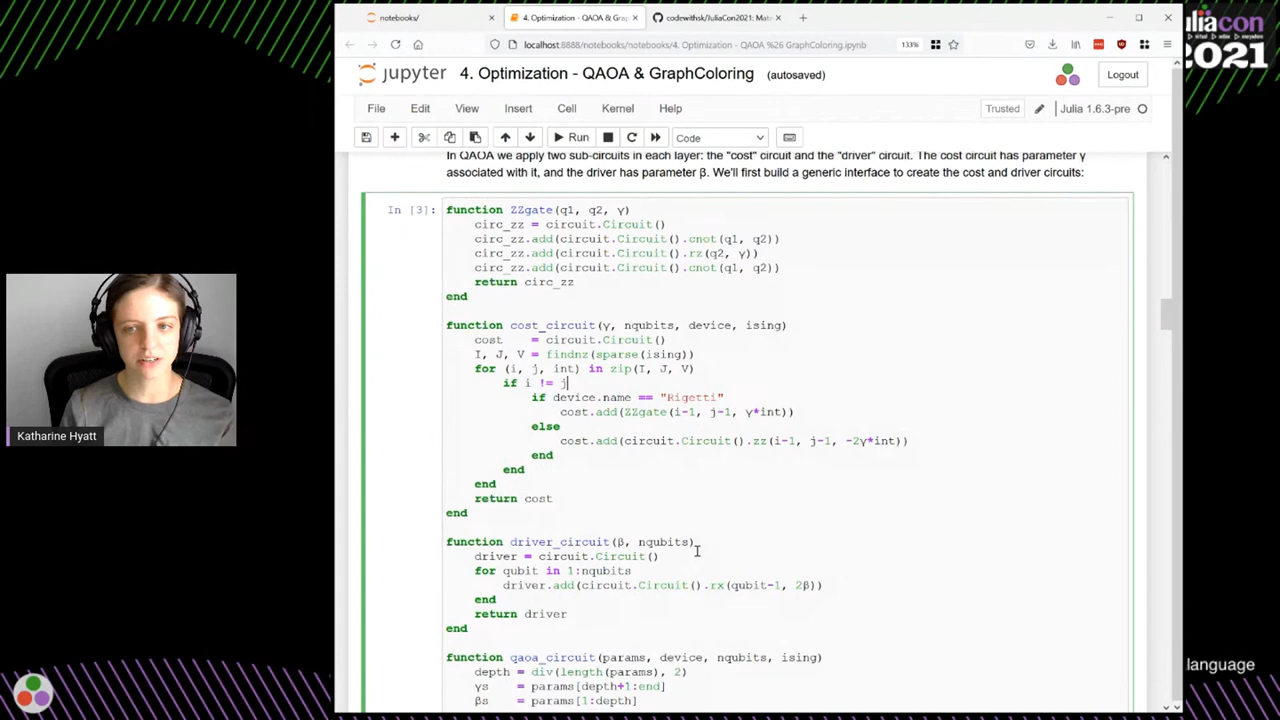 notebooks/
4. Optimization - QAOA & Grap
codewithsk/JuliaCon2021: Mate
localhost:8888/notebooks/notebooks/4. Optimization - QAOA %26 GraphColoring.ipynb
133%
juliacon
2021
jupyter
4. Optimization - QAOA & GraphColoring
(autosaved)
Logout
File Edit View Insert Cell Kernel Help
Trusted
Julia 1.6.3-pre
Run
Code
In QAOA we apply two sub-circuits in each layer: the "cost" circuit and the "driver" circuit. The cost circuit has parameter γ
associated with it, and the driver has parameter β. We'll first build a generic interface to create the cost and driver circuits:
In [3]:
function ZZgate(q1, q2, γ)
circ_zz = circuit.Circuit()
circ_zz.add(circuit.Circuit().cnot(q1, q2))
circ_zz.add(circuit.Circuit().rz(q2, γ))
circ_zz.add(circuit.Circuit().cnot(q1, q2))
return circ_zz
end
function cost_circuit(γ, nqubits, device, ising)
cost = circuit.Circuit()
I, J, V = findnz(sparse(ising))
for (i, j, int) in zip(I, J, V)
if i != j
if device.name == "Rigetti"
cost.add(ZZgate(i-1, j-1, γ*int))
else
cost.add(circuit.Circuit().zz(i-1, j-1, -2γ*int))
end
end
end
return cost
end
function driver_circuit(β, nqubits)
driver = circuit.Circuit()
for qubit in 1:nqubits
driver.add(circuit.Circuit().rx(qubit-1, 2β))
end
return driver
end
function qaoa_circuit(params, device, nqubits, ising)
depth = div(length(params), 2)
γs = params[depth+1:end]
βs = params[1:depth]
Katharine Hyatt
language